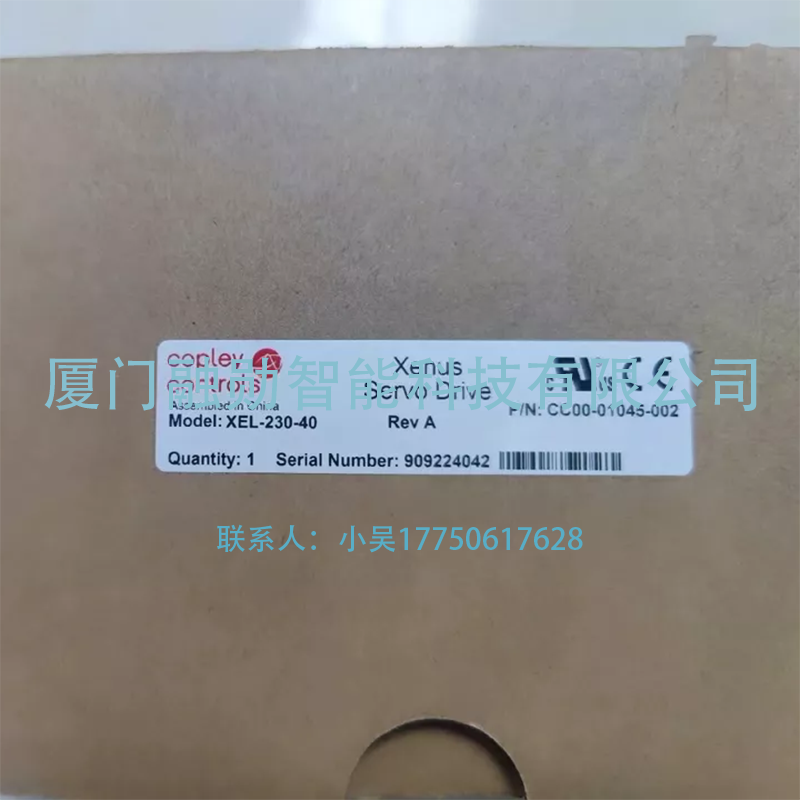 copley
controls
Assembled in China
Xenus
Servo Drive
Model: XEL-230-40
Rev A
P/N: CC00-01045-002
Quantity: 1 Serial Number: 909224042
厦门融劢智能科技有限公司
联系人：小吴17750617628